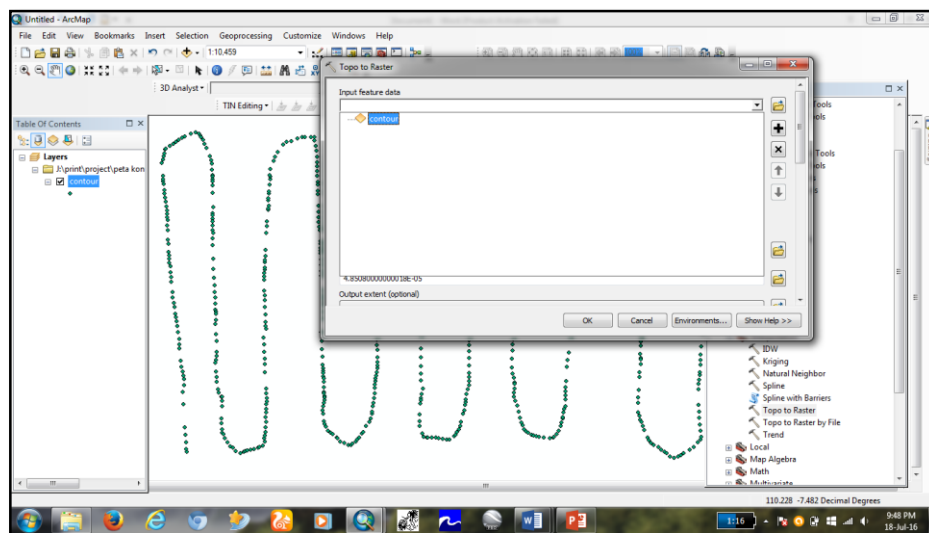 Untitled - ArcMap
File Edit View Bookmarks Insert Selection Geoprocessing Customize Windows Help
1:10,459
3D Analyst
TIN Editing
Table Of Contents
Layers
J:\print\project\peta kon
contour
Topo to Raster
Input feature data
contour
4.8508000000018E-05
Output extent (optional)
OK Cancel Environments... Show Help >>
Tools
ools
Tools
ools
IDW
Kriging
Natural Neighbor
Spline
Spline with Barriers
Topo to Raster
Topo to Raster by File
Trend
Local
Map Algebra
Math
Multivariate
110.228 -7.482 Decimal Degrees
1:16
9:48 PM
18-Jul-16